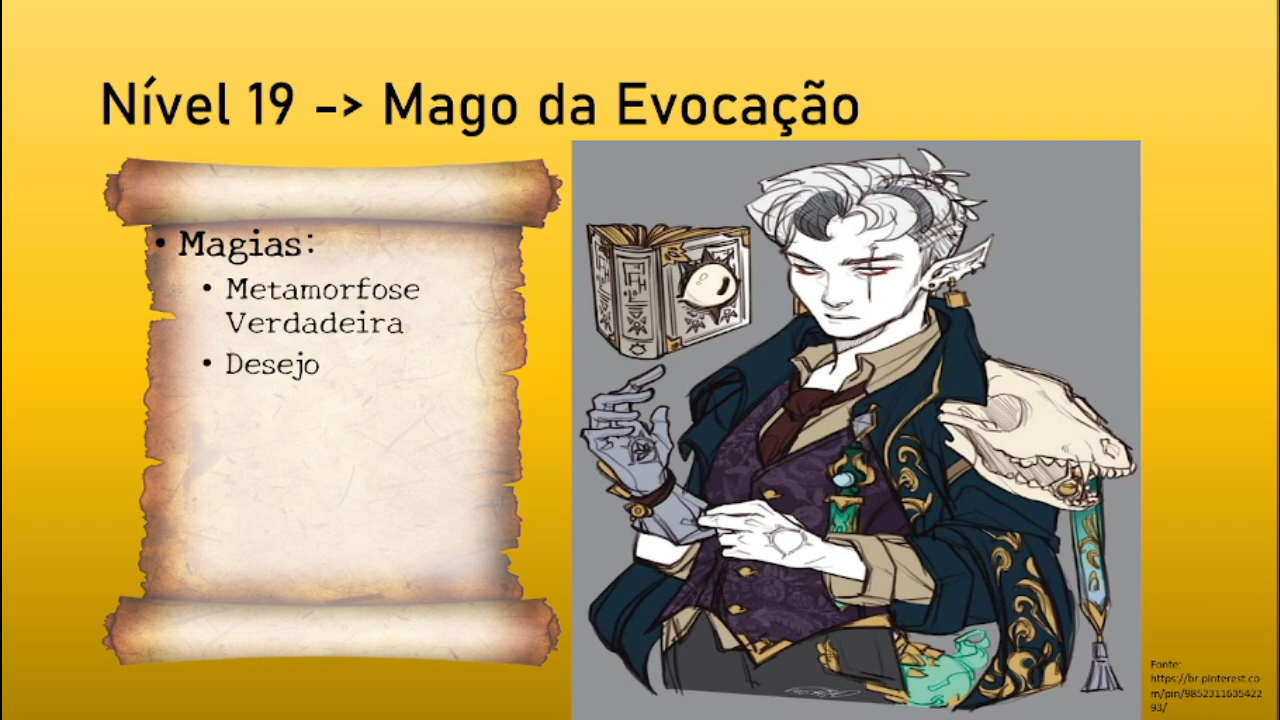 Nível 19 -> Mago da Evocação
• Magias:
• Metamorfose
Verdadeira
• Desejo
Fonte:
https://br.pinterest.co
m/pin/9852311635422
93/